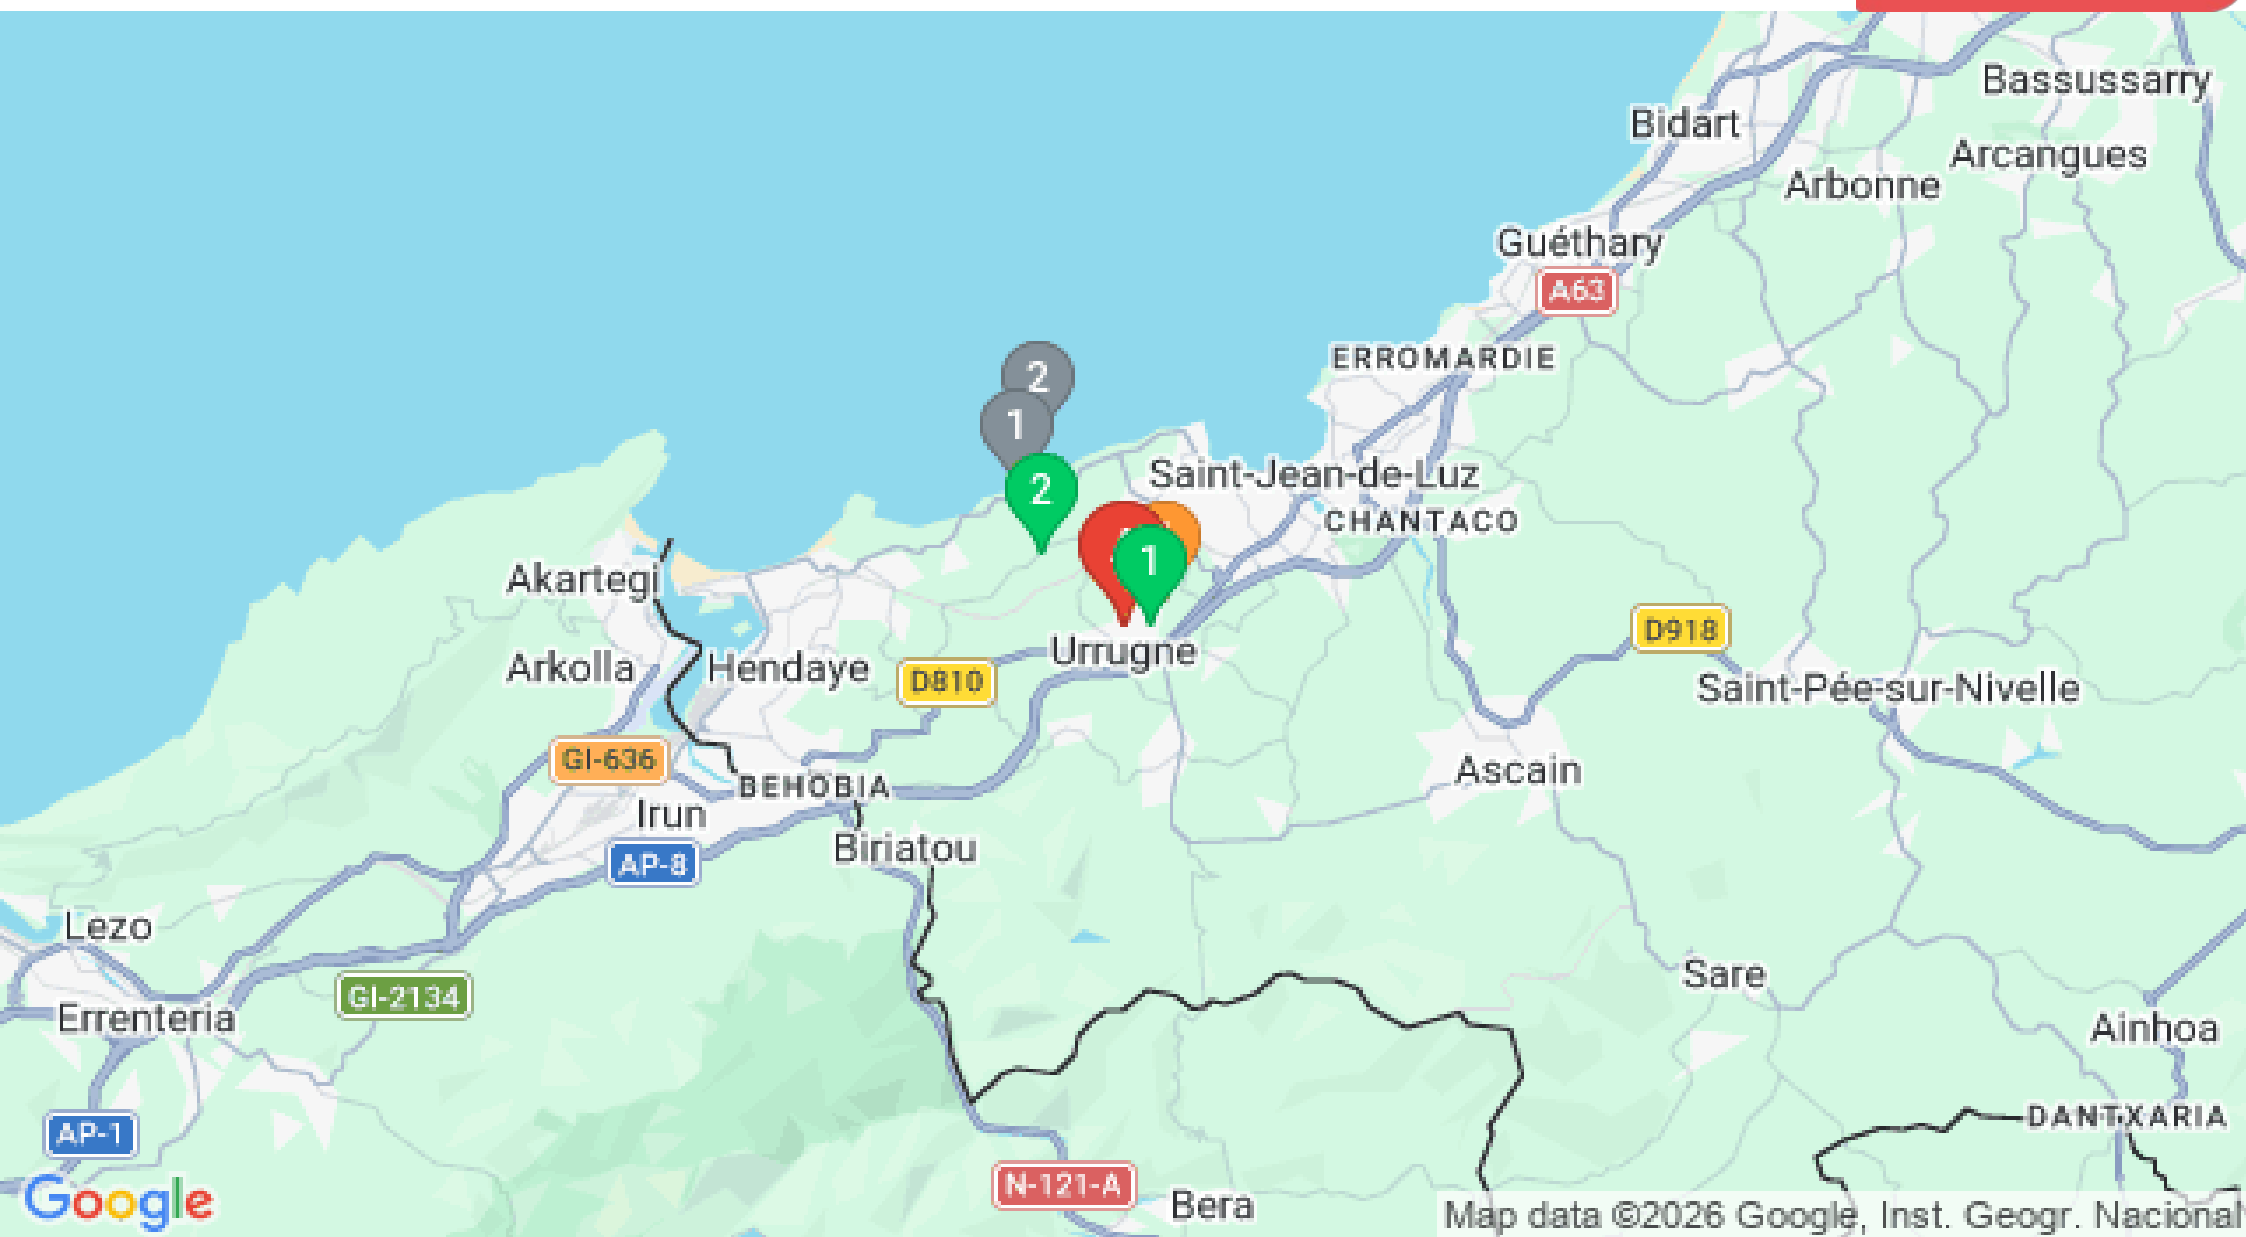 Bassussarry
Bidart
Arcangues
Arbonne
Guéthary
A63
ERROMARDIE
2
1
Saint-Jean-de-Luz
2
CHANTACO
1
Akartegi
D918
Urrugne
Arkolla
Hendaye
D810
Saint-Pée-sur-Nivelle
GI-636
Ascain
BEHOBIA
Irun
Biriatou
AP-8
Lezo
Sare
GI-2134
Errenteria
Ainhoa
DANTXARIA
AP-1
N-121-A
Google
Bera
Map data ©2026 Google, Inst. Geogr. Nacional